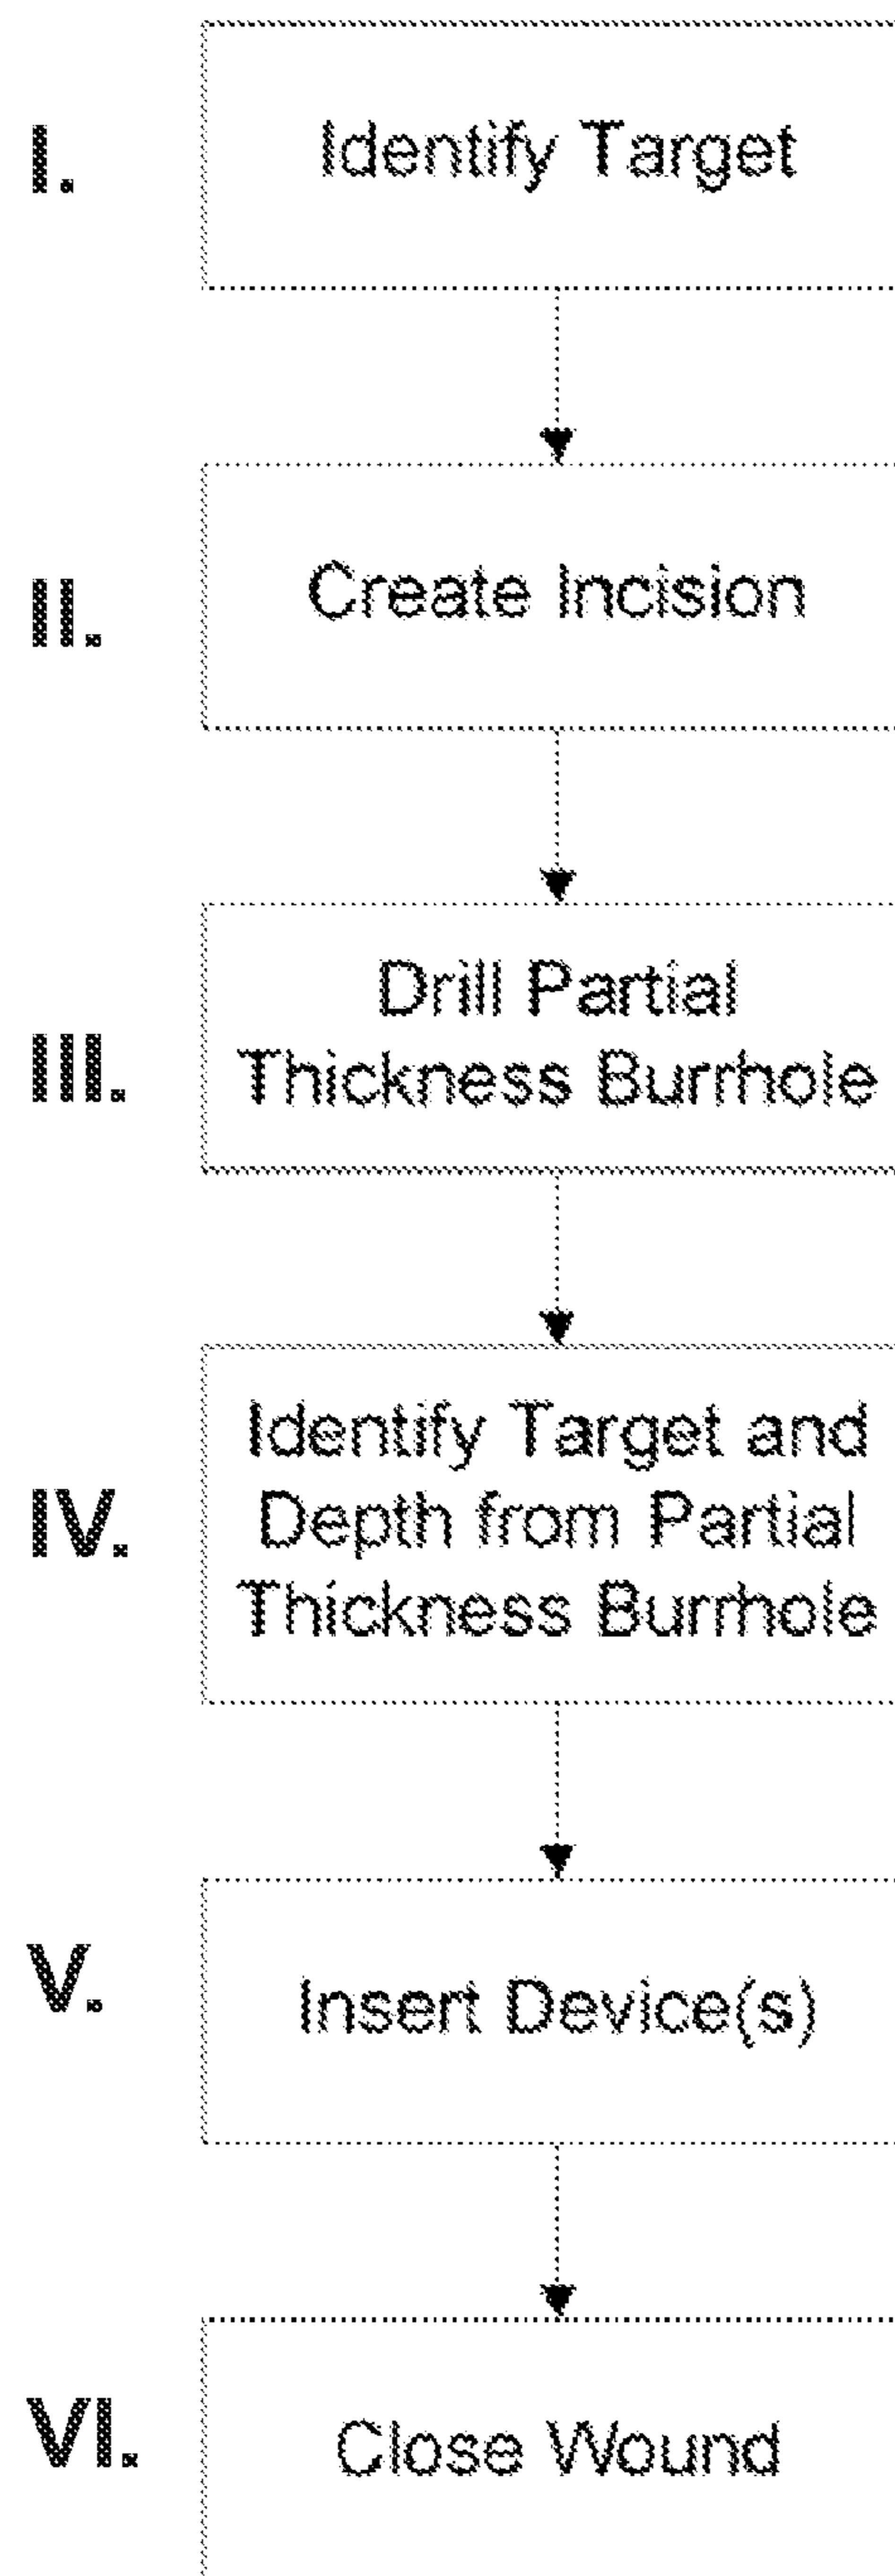 I.
Identify Target
II.
Create Incision
III.
Drill Partial
Thickness Burrhole
IV.
Identify Target and
Depth from Partial
Thickness Burrhole
V.
Insert Device(s)
VI.
Close Wound